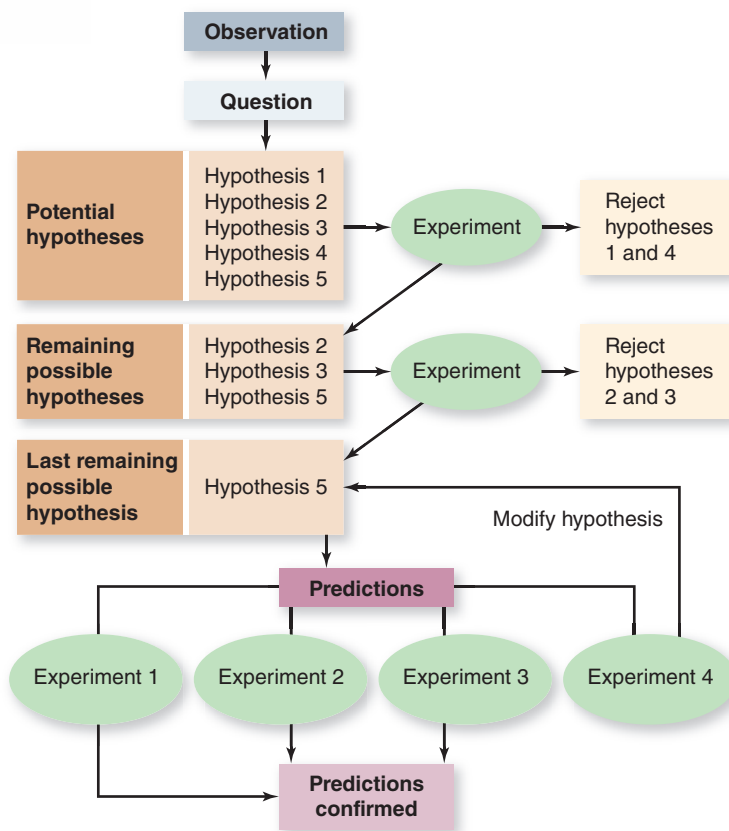 Observation
Question
Potential
hypotheses
Hypothesis 1
Hypothesis 2
Hypothesis 3
Hypothesis 4
Hypothesis 5
Experiment
Reject
hypotheses
1 and 4
Remaining
possible
hypotheses
Hypothesis 2
Hypothesis 3
Hypothesis 5
Experiment
Reject
hypotheses
2 and 3
Last remaining
possible
hypothesis
Hypothesis 5
Modify hypothesis
Predictions
Experiment 1
Experiment 2
Experiment 3
Experiment 4
Predictions
confirmed